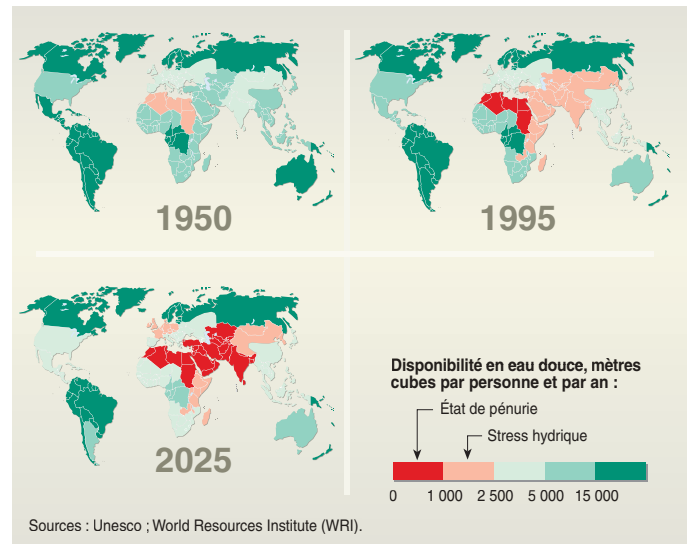 1950
1995
2025
Disponibilité en eau douce, mètres
cubes par personne et par an :
État de pénurie
Stress hydrique
0 1 000 2 500 5 000 15 000
Sources : Unesco ; World Resources Institute (WRI).